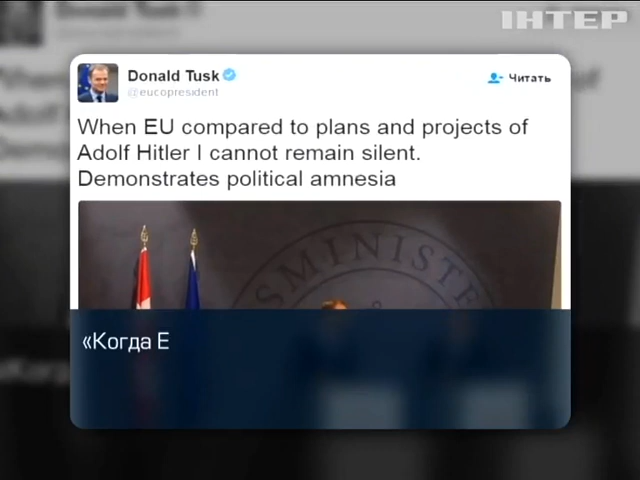 ІНТЕР
Donald Tusk
@eucopresident
Читать
When EU compared to plans and projects of
Adolf Hitler I cannot remain silent.
Demonstrates political amnesia
SMINISTE
«Когда Е